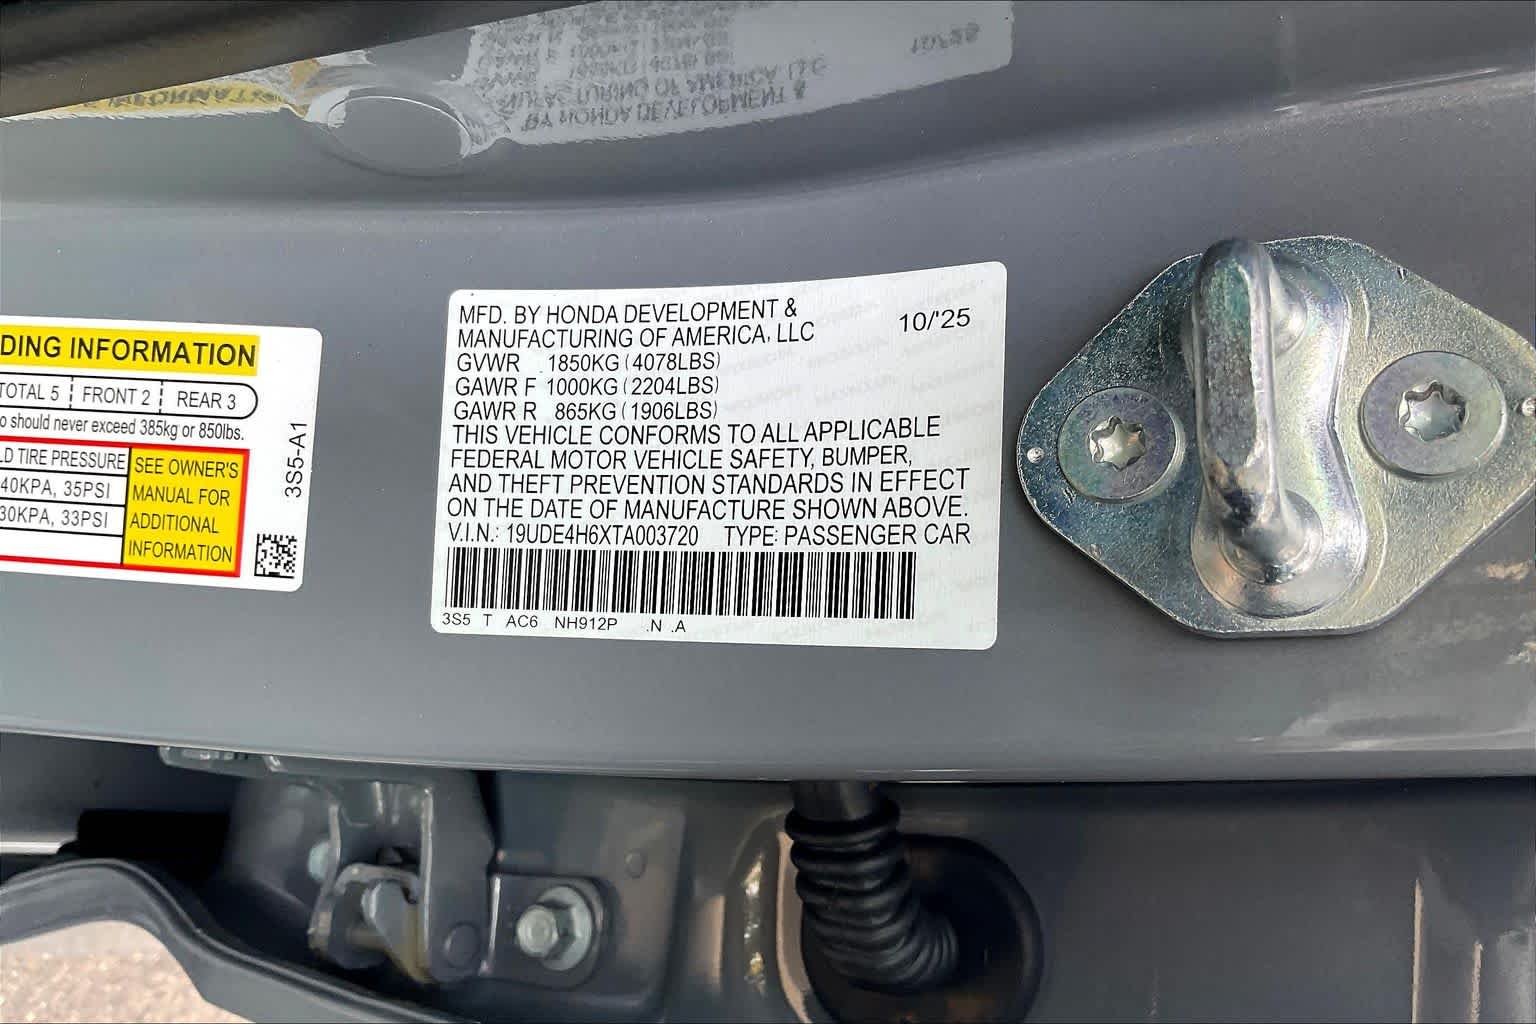 DING INFORMATION
TOTAL 5 FRONT 2 REAR 3
o should never exceed 385kg or 850lbs.
LD TIRE PRESSURE
40KPA, 35PSI
30KPA, 33PSI
SEE OWNER'S
MANUAL FOR
ADDITIONAL
INFORMATION
3S5-A1
MFD. BY HONDA DEVELOPMENT &
MANUFACTURING OF AMERICA, LLC
10/'25
GVWR 1850KG (4078LBS)
GAWR F 1000KG (2204LBS)
GAWR R 865KG (1906LBS)
THIS VEHICLE CONFORMS TO ALL APPLICABLE
FEDERAL MOTOR VEHICLE SAFETY, BUMPER,
AND THEFT PREVENTION STANDARDS IN EFFECT
ON THE DATE OF MANUFACTURE SHOWN ABOVE.
V.I.N.: 19UDE4H6XTA003720 TYPE: PASSENGER CAR
3S5 T AC6 NH912P .N .A